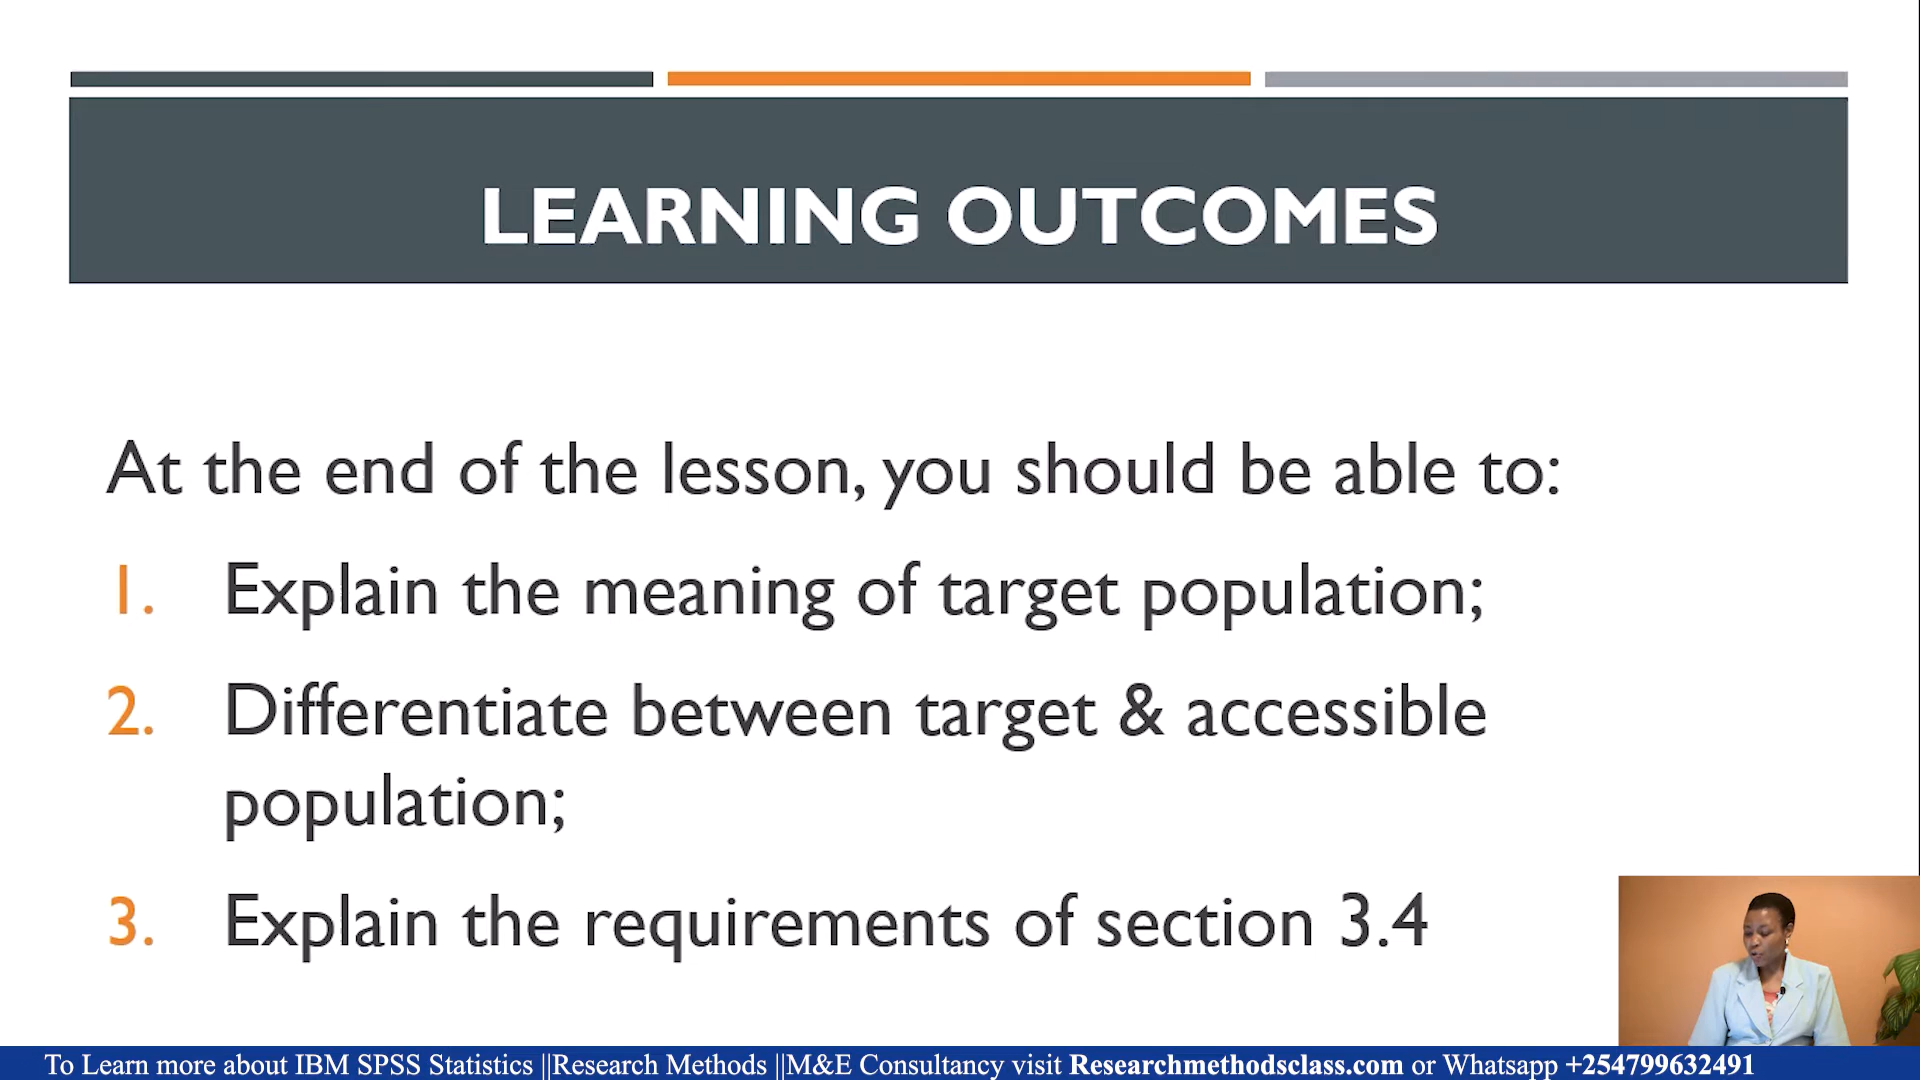 LEARNING OUTCOMES
At the end of the lesson, you should be able to:
1. Explain the meaning of target population;
2. Differentiate between target & accessible
population;
3. Explain the requirements of section 3.4
To Learn more about IBM SPSS Statistics ||Research Methods ||M&E Consultancy visit Researchmethodsclass.com or Whatsapp +254799632491